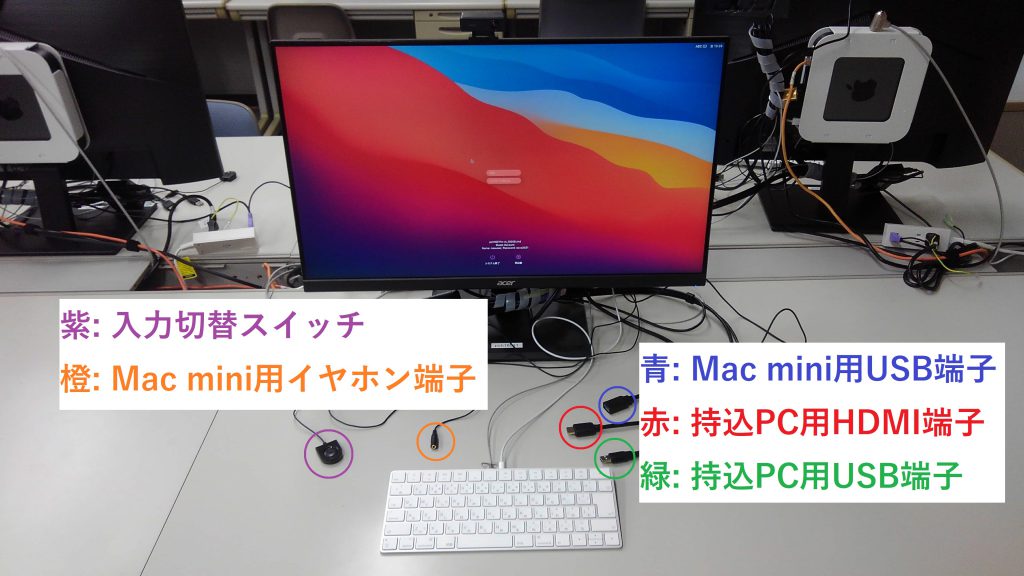 acer
紫: 入力切替スイッチ
橙: Mac mini用イヤホン端子
青: Mac mini用USB端子
赤: 持込PC用HDMI端子
緑: 持込PC用USB端子